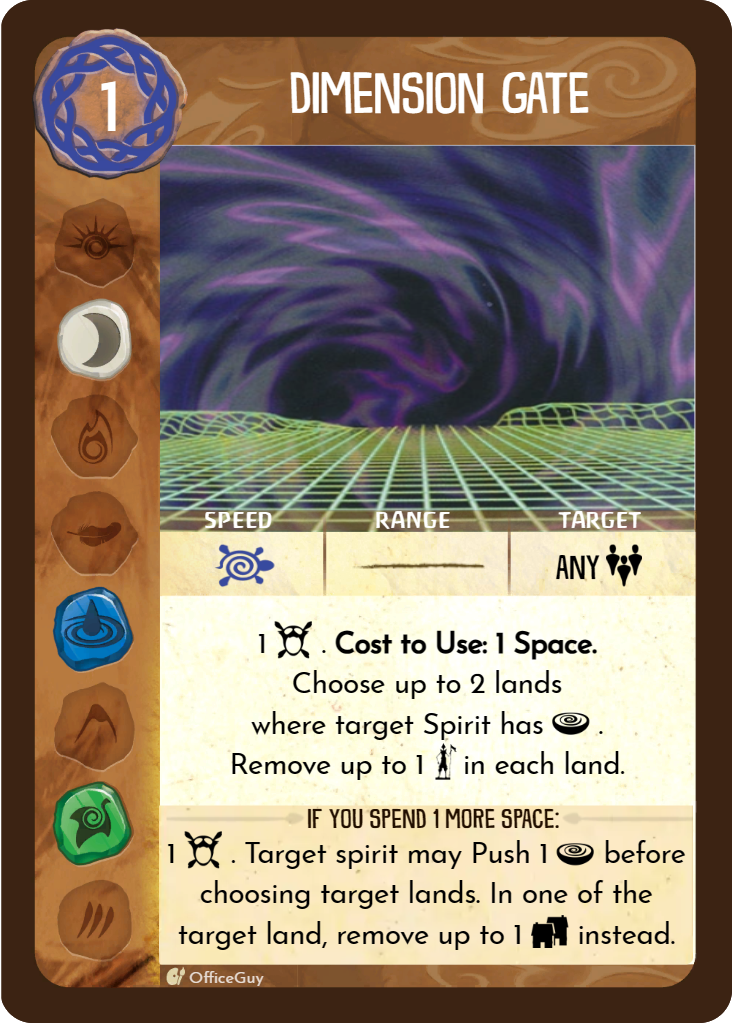 1
DIMENSION GATE
SPEED RANGE TARGET
ANY
1 . Cost to Use: 1 Space.
Choose up to 2 lands
where target Spirit has .
Remove up to 1 in each land.
IF YOU SPEND 1 MORE SPACE:
1 . Target spirit may Push 1 before
choosing target lands. In one of the
target land, remove up to 1 instead.
OfficeGuy